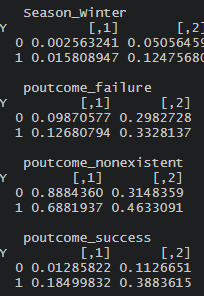 Season_Winter
Y [,1] [,2]
0 0.002563241 0.05056459
1 0.015808947 0.12475680
poutcome_failure
Y [,1] [,2]
0 0.09870577 0.2982728
1 0.12680794 0.3328137
poutcome_nonexistent
Y [,1] [,2]
0 0.8884360 0.3148359
1 0.6881937 0.4633091
poutcome_success
Y [,1] [,2]
0 0.01285822 0.1126651
1 0.18499832 0.3883615